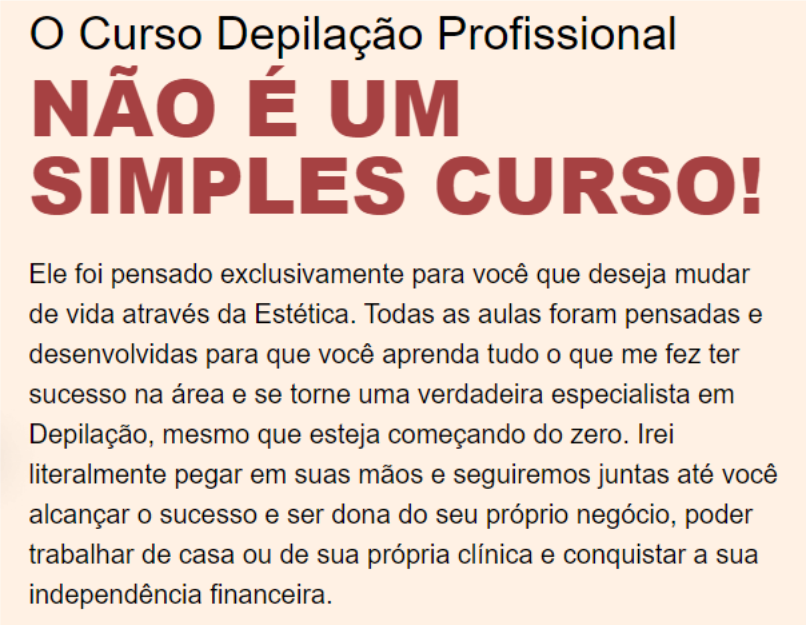 O Curso Depilação Profissional
NÃO É UM
SIMPLES CURSO!
Ele foi pensado exclusivamente para você que deseja mudar
de vida através da Estética. Todas as aulas foram pensadas e
desenvolvidas para que você aprenda tudo o que me fez ter
sucesso na área e se torne uma verdadeira especialista em
Depilação, mesmo que esteja começando do zero. Irei
literalmente pegar em suas mãos e seguiremos juntas até você
alcançar o sucesso e ser dona do seu próprio negócio, poder
trabalhar de casa ou de sua própria clínica e conquistar a sua
independência financeira.